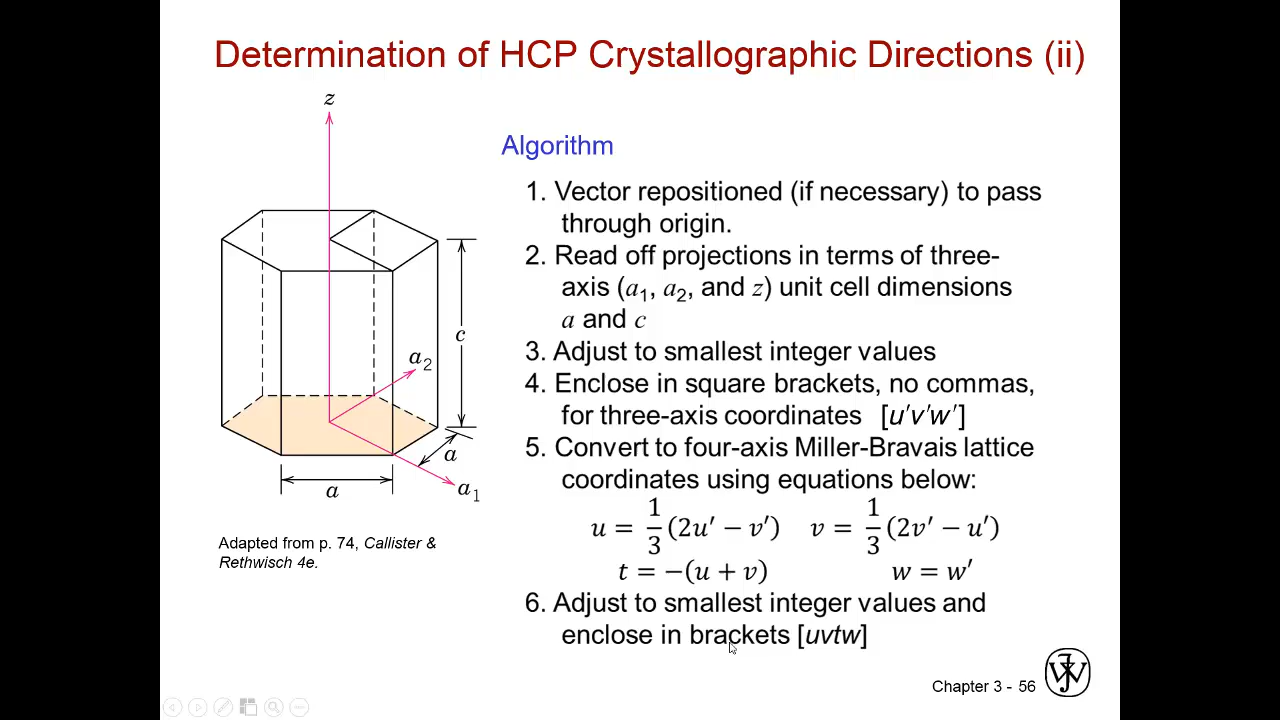 Determination of HCP Crystallographic Directions (ii)
z
Algorithm
1. Vector repositioned (if necessary) to pass
through origin.
2. Read off projections in terms of three-
axis (a₁, a₂, and z) unit cell dimensions
a and c
3. Adjust to smallest integer values
4. Enclose in square brackets, no commas,
for three-axis coordinates [u′v′w′]
5. Convert to four-axis Miller-Bravais lattice
coordinates using equations below:
u = 1/3 (2u′ − v′) v = 1/3 (2v′ − u′)
t = −(u + v) w = w′
6. Adjust to smallest integer values and
enclose in brackets [uvtw]
c
a₂
a
a
a₁
Adapted from p. 74, Callister &
Rethwisch 4e.
Chapter 3 - 56